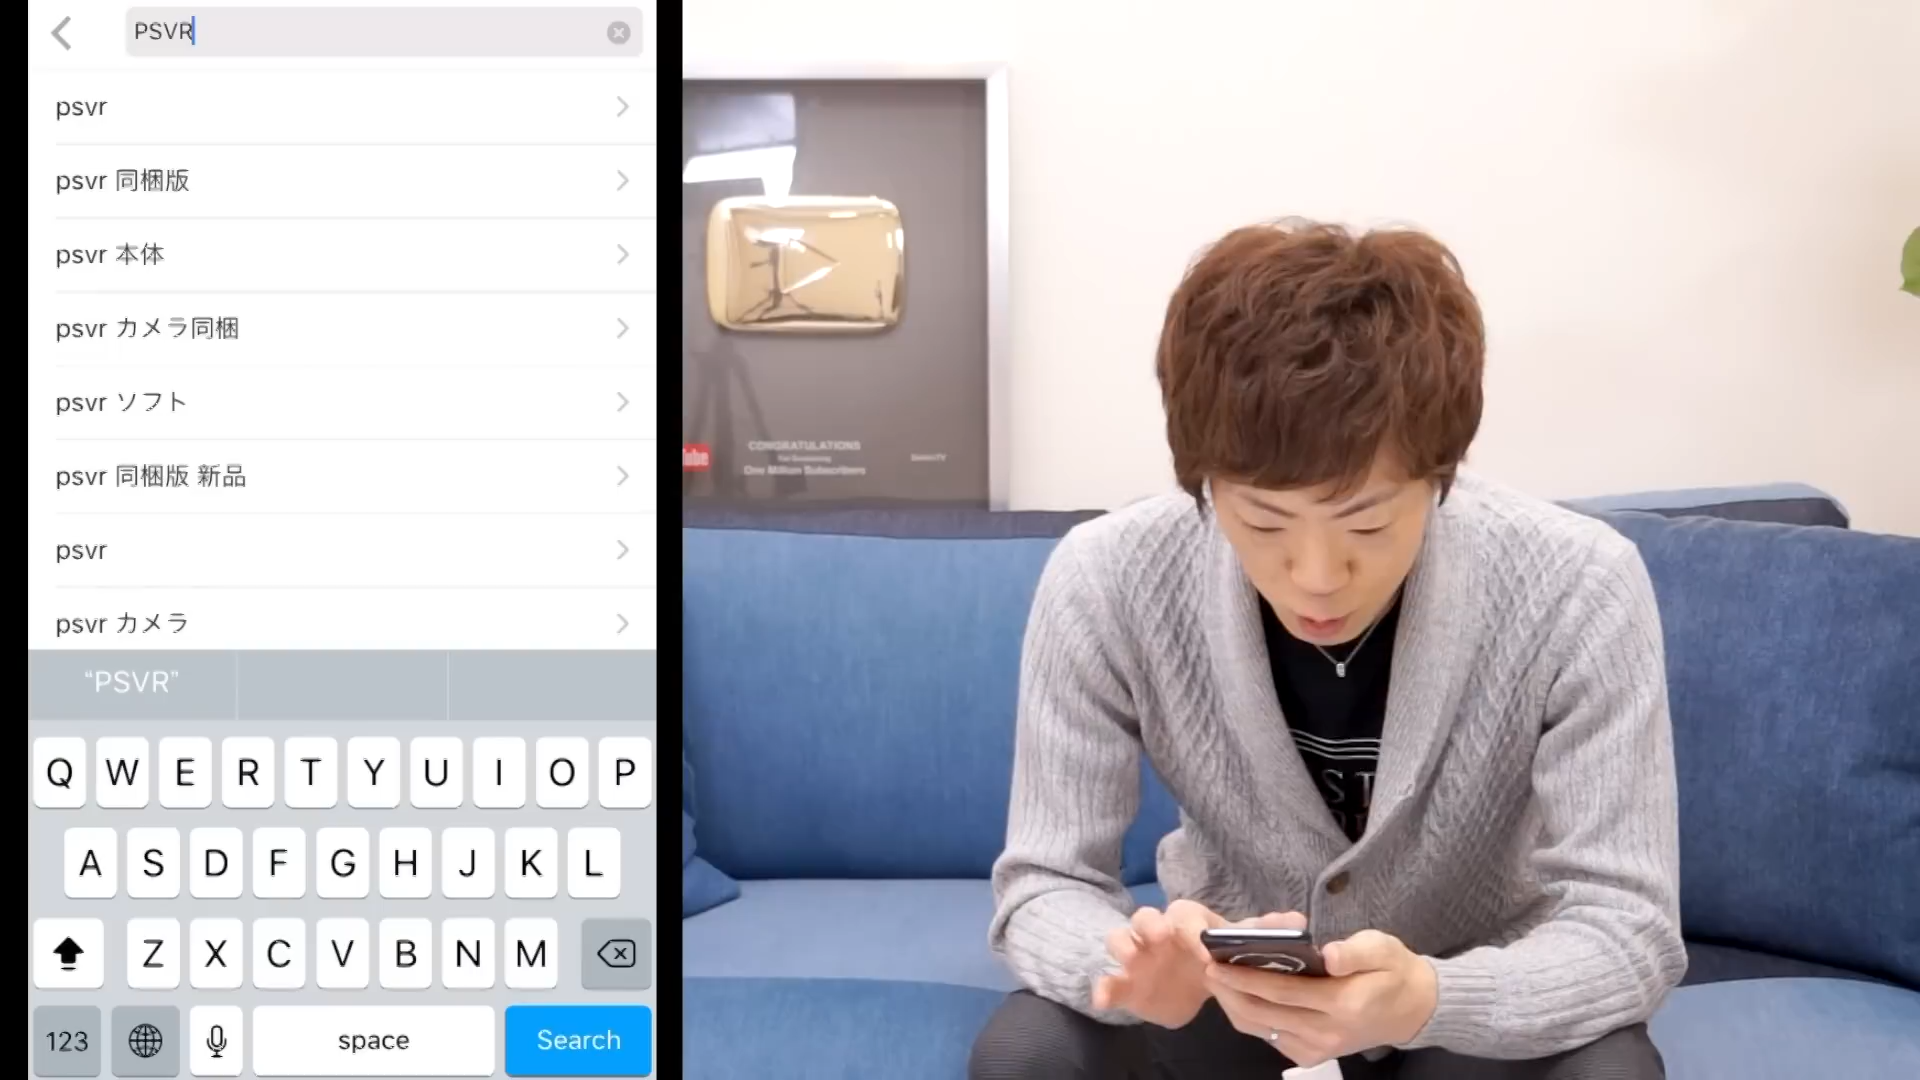 PSVR
psvr
psvr 同梱版
psvr 本体
psvr カメラ同梱
psvr ソフト
psvr 同梱版 新品
psvr
psvr カメラ
“PSVR”
Q W E R T Y U I O P
A S D F G H J K L
Z X C V B N M
123 space Search
CONGRATULATIONS
One Million Subscribers